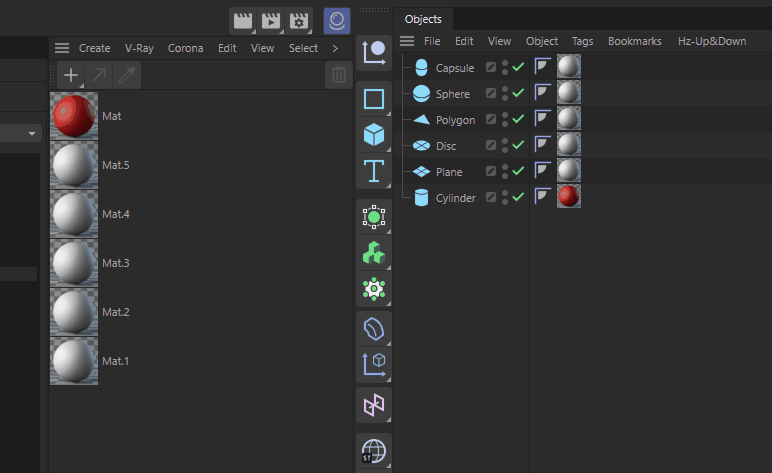 Objects
Create V-Ray Corona Edit View Select
File Edit View Object Tags Bookmarks Hz-Up&Down
Mat
Mat.5
Mat.4
Mat.3
Mat.2
Mat.1
T
ST
Capsule
Sphere
Polygon
Disc
Plane
Cylinder